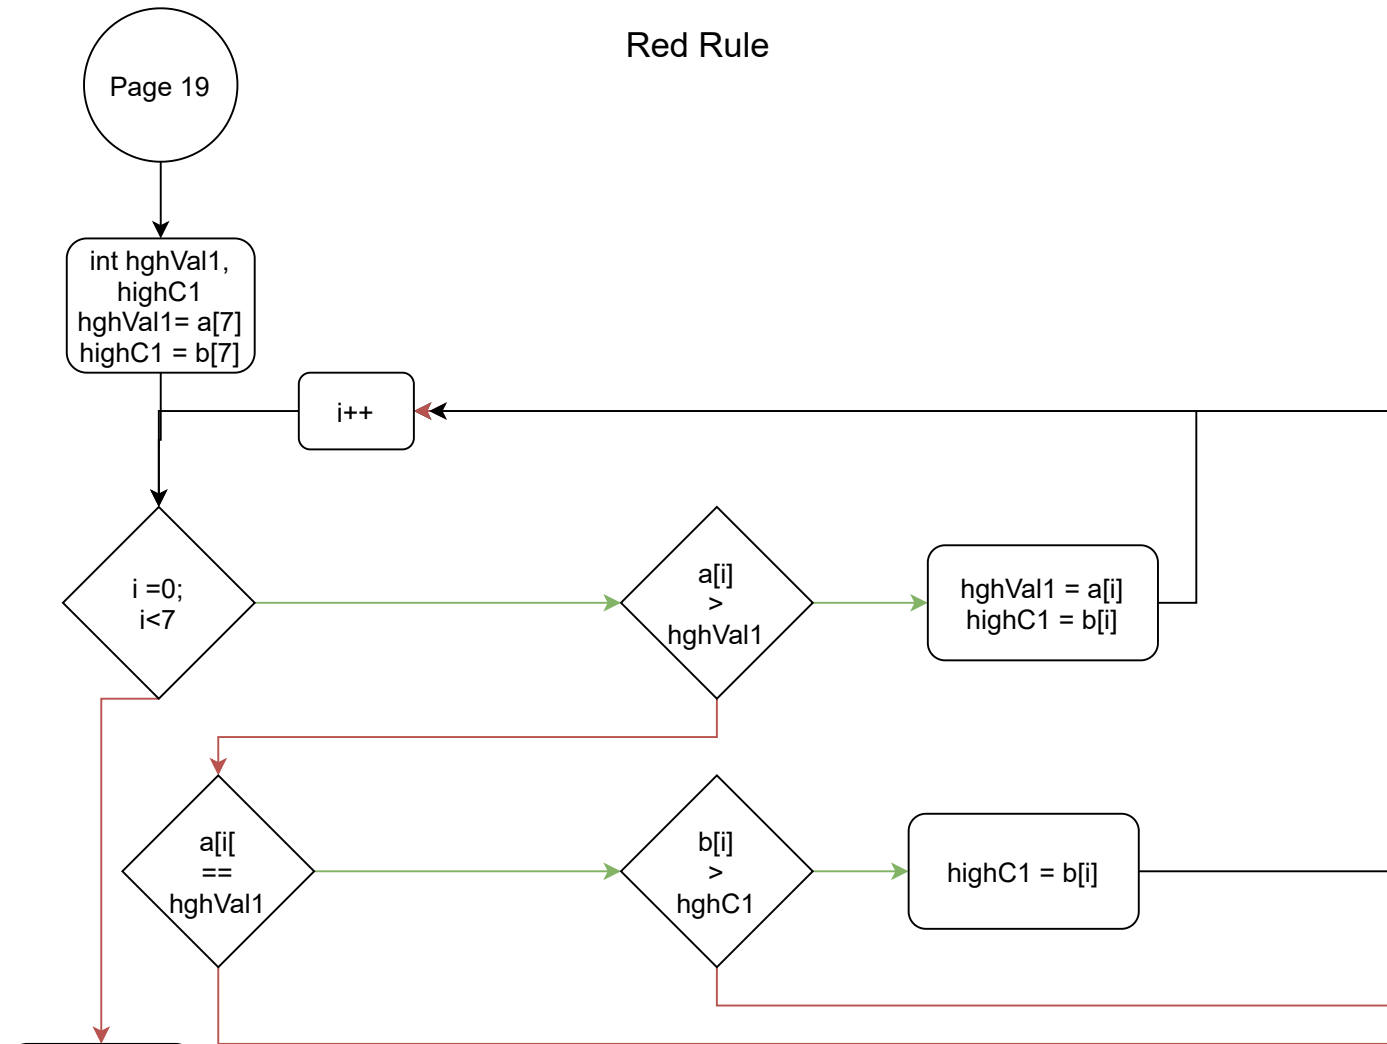 Red Rule
Page 19
int hghVal1,
highC1
hghVal1= a[7]
highC1 = b[7]
i++
i =0;
i<7
a[i]
>
hghVal1
hghVal1 = a[i]
highC1 = b[i]
a[i[
==
hghVal1
b[i]
>
hghC1
highC1 = b[i]